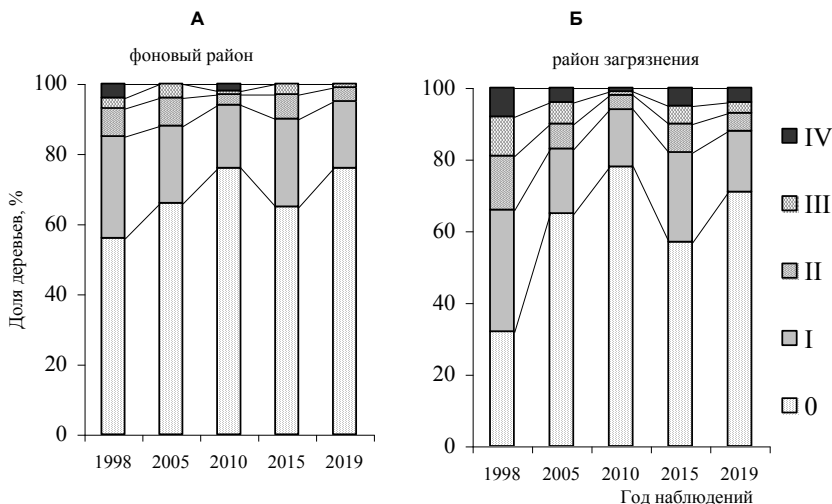 А
Б
фоновый район
район загрязнения
Доля деревьев, %
100
80
60
40
20
0
1998 2005 2010 2015 2019
100
80
60
40
20
0
1998 2005 2010 2015 2019
Год наблюдений
IV
III
II
I
0